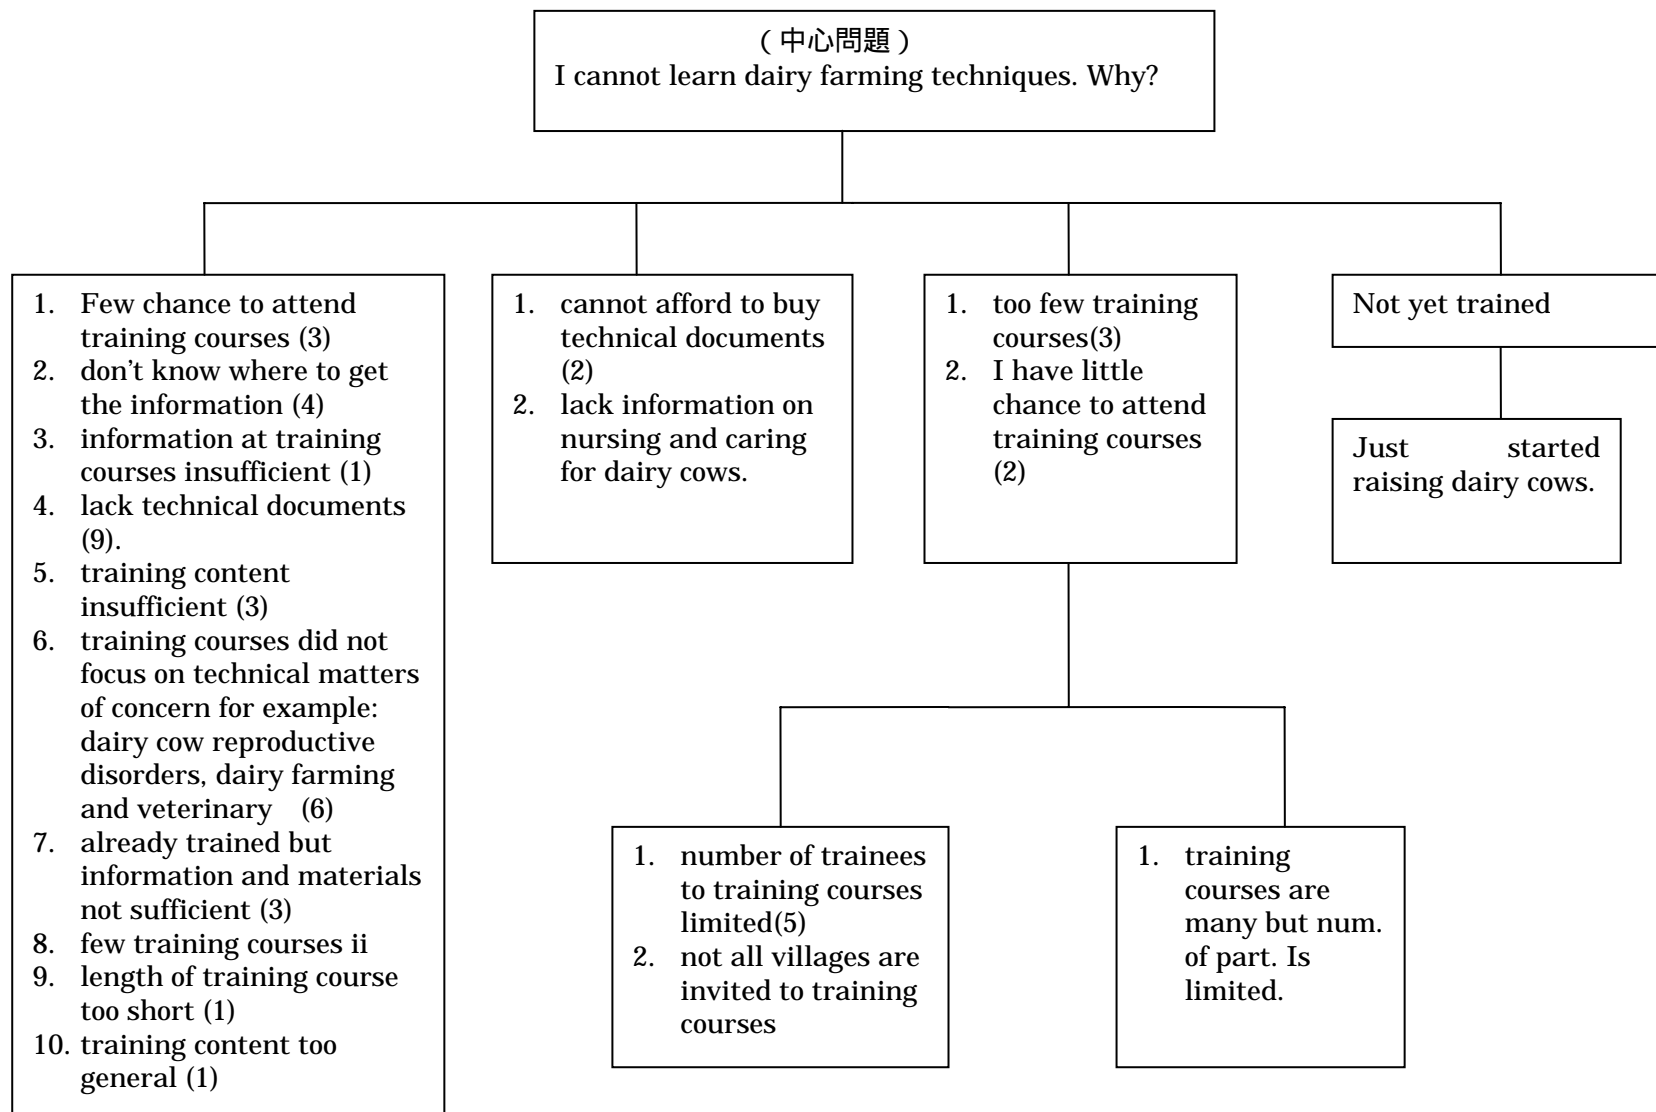 （中心問題）
I cannot learn dairy farming techniques. Why?
1. Few chance to attend
training courses (3)
2. don't know where to get
the information (4)
3. information at training
courses insufficient (1)
4. lack technical documents
(9).
5. training content
insufficient (3)
6. training courses did not
focus on technical matters
of concern for example:
dairy cow reproductive
disorders, dairy farming
and veterinary (6)
7. already trained but
information and materials
not sufficient (3)
8. few training courses ii
9. length of training course
too short (1)
10. training content too
general (1)
1. cannot afford to buy
technical documents
(2)
2. lack information on
nursing and caring
for dairy cows.
1. too few training
courses(3)
2. I have little
chance to attend
training courses
(2)
Not yet trained
Just started
raising dairy cows.
1. number of trainees
to training courses
limited(5)
2. not all villages are
invited to training
courses
1. training
courses are
many but num.
of part. Is
limited.